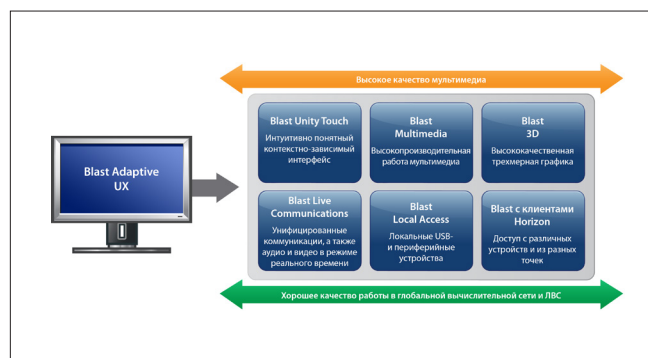 Высокое качество мультимедиа
Blast Adaptive
UX
Blast Unity Touch
Интуитивно понятный
контекстно-зависимый
интерфейс
Blast
Multimedia
Высокопроизводительная
работа мультимедиа
Blast
3D
Высококачественная
трехмерная графика
Blast Live
Communications
Унифицированные
коммуникации, а также
аудио и видео в режиме
реального времени
Blast
Local Access
Локальные USB-
и периферийные
устройства
Blast с клиентами
Horizon
Доступ с различных
устройств и из разных
точек
Хорошее качество работы в глобальной вычислительной сети и ЛВС